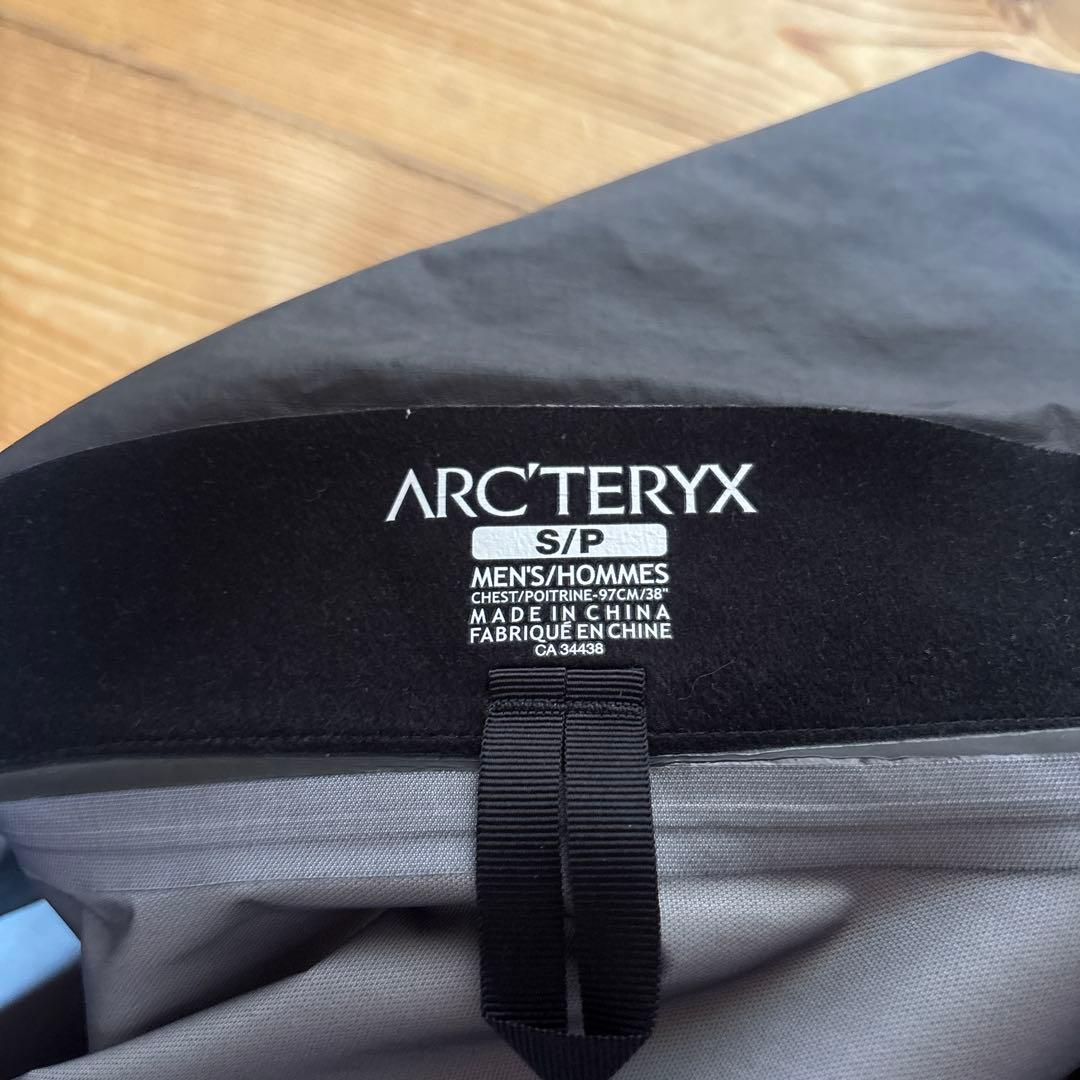 ARC'TERYX
S/P
MEN'S/HOMMES
CHEST/POITRINE-97CM/38"
MADE IN CHINA
FABRIQUÉ EN CHINE
CA 34438